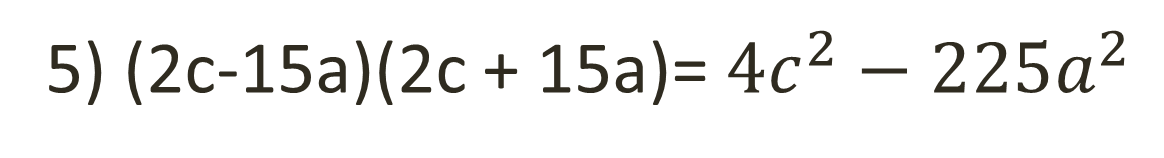 5) (2c-15a)(2c + 15a)= 4c² − 225a²